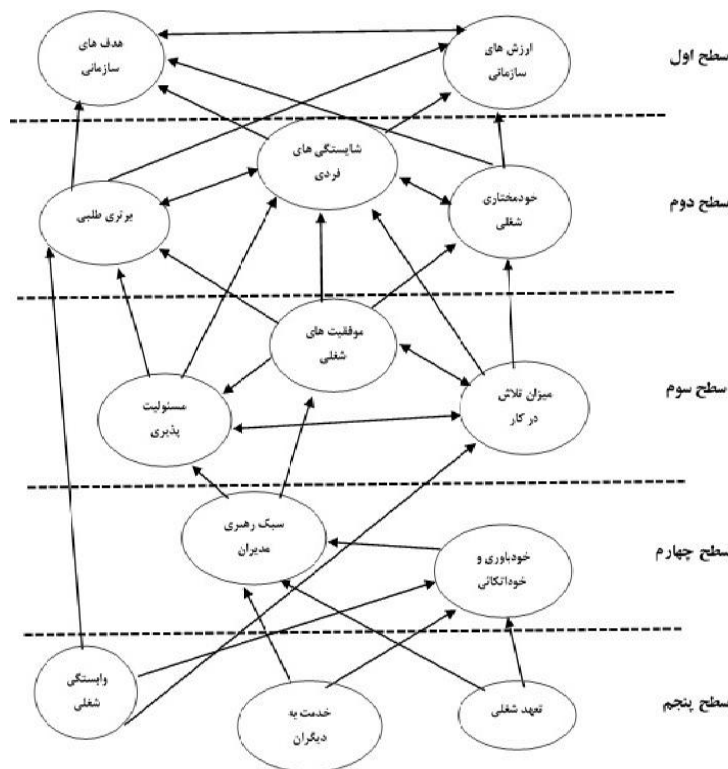 هدف های
سازمانی
ارزش های
سازمانی
سطح اول
شایستگی های
فردی
برتری طلبی
خودمختاری
شغلی
سطح دوم
موفقیت های
شغلی
مسئولیت
پذیری
میزان تلاش
در کار
سطح سوم
سبک رهبری
مدیران
خودباوری و
خوداتکائی
سطح چهارم
وابستگی
شغلی
خدمت به
دیگران
تعهد شغلی
سطح پنجم